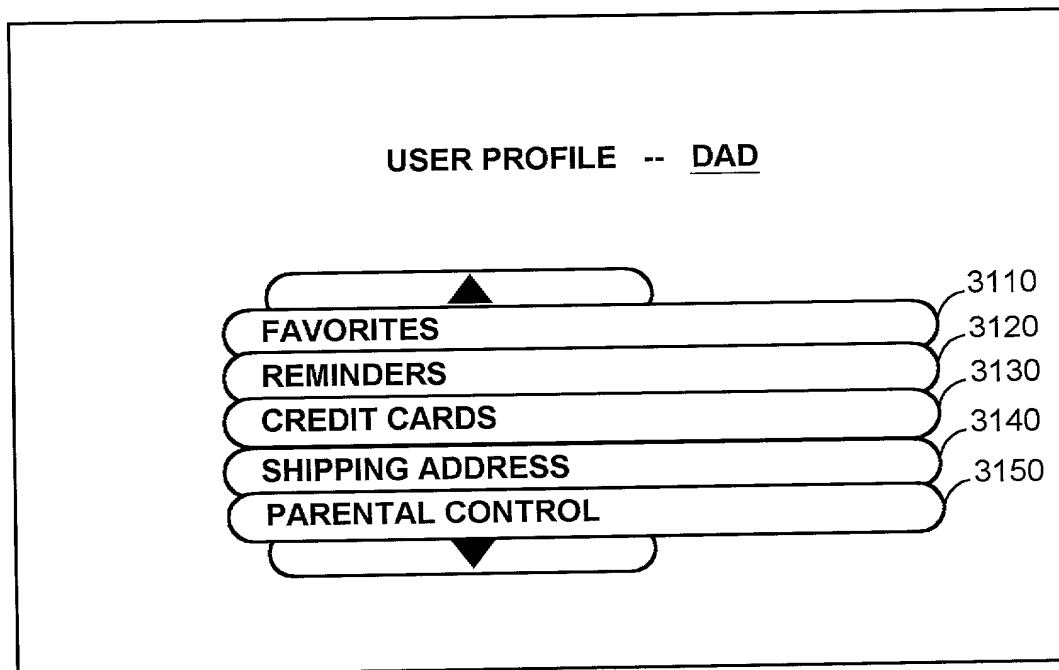 USER PROFILE -- DAD
FAVORITES 3110
REMINDERS 3120
CREDIT CARDS 3130
SHIPPING ADDRESS 3140
PARENTAL CONTROL 3150